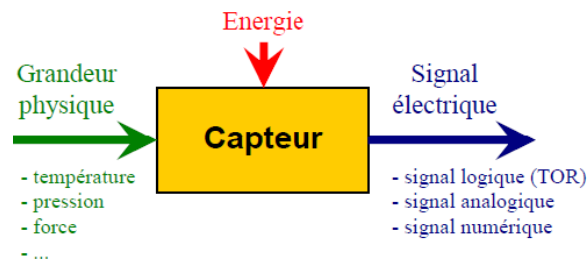 Energie
Grandeur
physique
Signal
électrique
Capteur
- température
- pression
- force
- ...
- signal logique (TOR)
- signal analogique
- signal numérique